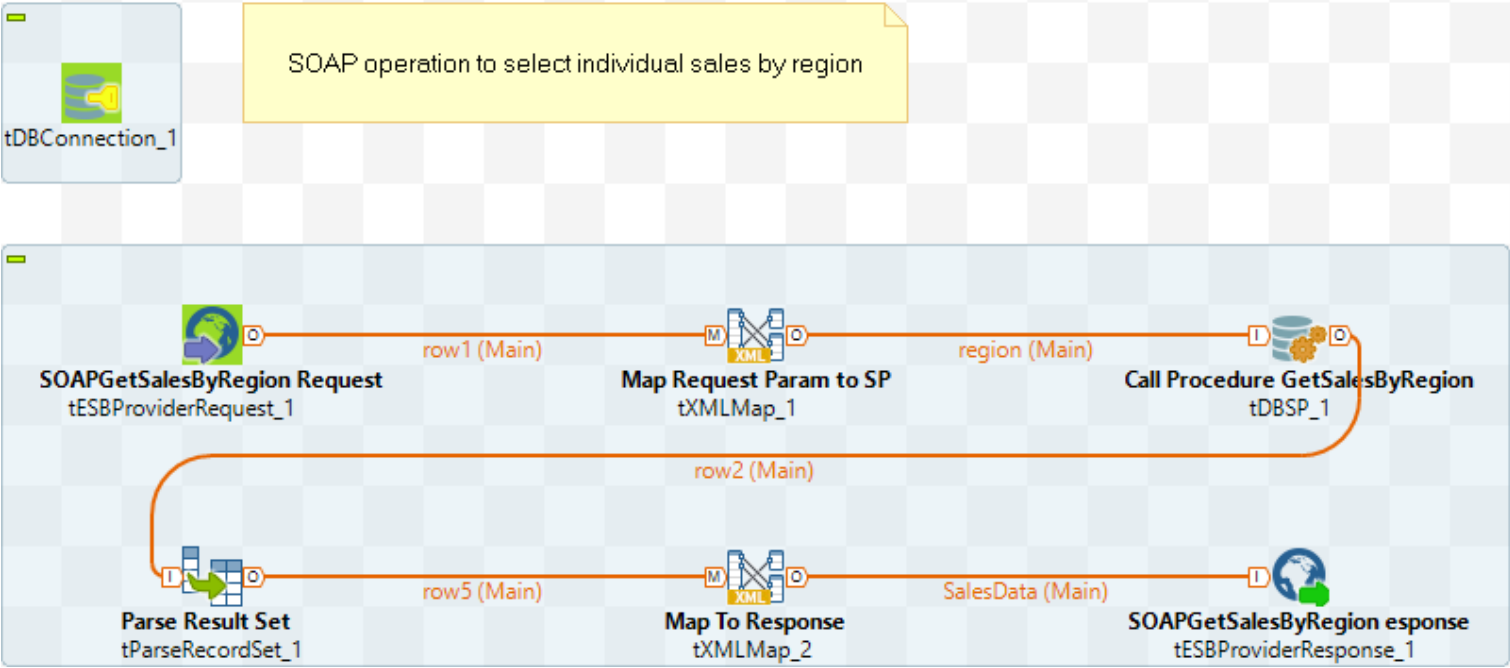 SOAP operation to select individual sales by region
tDBConnection_1
O
row1 (Main)
M
XML
O
region (Main)
I
O
SOAPGetSalesByRegion Request
tESBProviderRequest_1
Map Request Param to SP
tXMLMap_1
Call Procedure GetSalesByRegion
tDBSP_1
row2 (Main)
I
O
row5 (Main)
M
XML
O
SalesData (Main)
I
Parse Result Set
tParseRecordSet_1
Map To Response
tXMLMap_2
SOAPGetSalesByRegion esponse
tESBProviderResponse_1